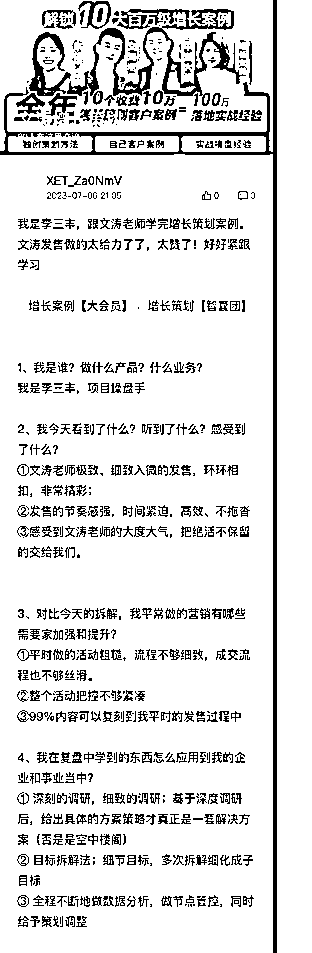 解锁10大百万级增长案例
全年 10个收费10万 = 100万
落地策划客户案例 落地实战经验
独创策划方法 自己客户案例 实战操盘经验
XET_Za0NmV
2023-07-06 21:05 0 3
我是李三丰，跟文涛老师学完增长策划案例。
文涛发售做的太给力了了，太赞了！好好紧跟
学习
增长案例【大会员】 · 增长策划【智囊团】
1、我是谁？做什么产品？什么业务？
我是李三丰，项目操盘手
2、我今天看到了什么？听到了什么？感受到
了什么？
①文涛老师极致、细致入微的发售，环环相
扣，非常精彩；
②发售的节奏感强，时间紧迫，高效、不拖沓
③感受到文涛老师的大度大气，把绝活不保留
的交给我们。
3、对比今天的拆解，我平常做的营销有哪些
需要家加强和提升？
①平时做的活动粗糙，流程不够细致，成交流
程也不够丝滑。
②整个活动把控不够紧凑
③99%内容可以复刻到我平时的发售过程中
4、我在复盘中学到的东西怎么应用到我的企
业和事业当中？
① 深刻的调研，细致的调研；基于深度调研
后，给出具体的方案策略才真正是一套解决方
案（否是是空中楼阁）
② 目标拆解法；细节目标，多次拆解细化成子
目标
③ 全程不断地做数据分析，做节点管控，同时
给予策划调整